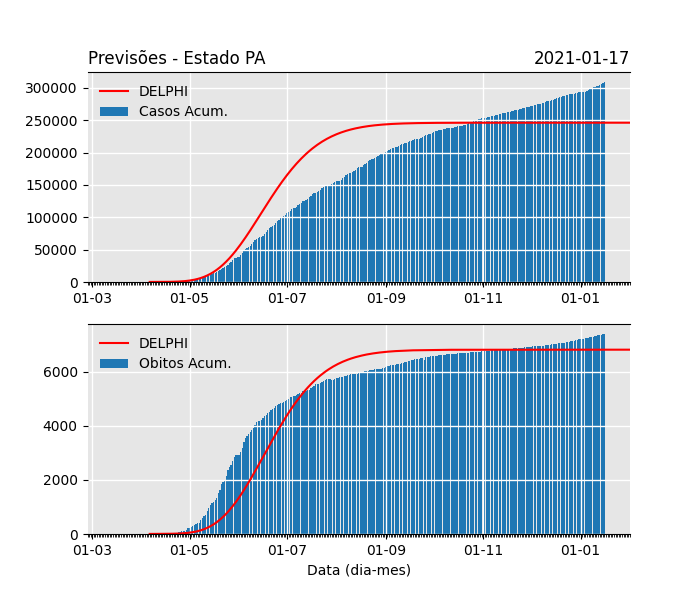 Previsões - Estado PA 2021-01-17
DELPHI
Casos Acum.
300000
250000
200000
150000
100000
50000
0
01-03 01-05 01-07 01-09 01-11 01-01
DELPHI
Obitos Acum.
6000
4000
2000
0
01-03 01-05 01-07 01-09 01-11 01-01
Data (dia-mes)